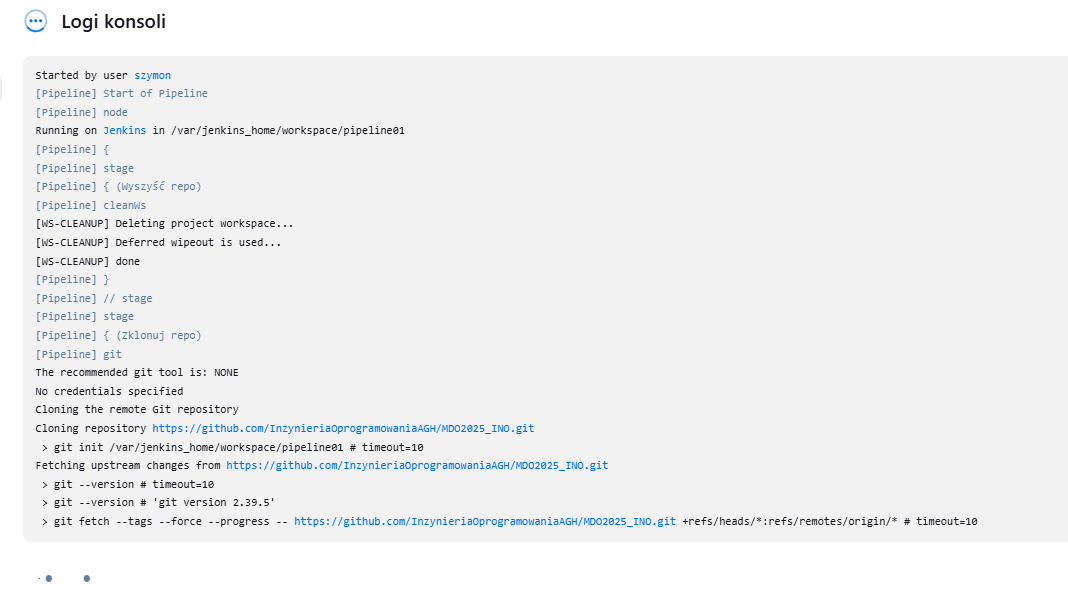 Logi konsoli
Started by user szymon
[Pipeline] Start of Pipeline
[Pipeline] node
Running on Jenkins in /var/jenkins_home/workspace/pipeline01
[Pipeline] {
[Pipeline] stage
[Pipeline] { (Wyszyść repo)
[Pipeline] cleanWs
[WS-CLEANUP] Deleting project workspace...
[WS-CLEANUP] Deferred wipeout is used...
[WS-CLEANUP] done
[Pipeline] }
[Pipeline] // stage
[Pipeline] stage
[Pipeline] { (Zklonuj repo)
[Pipeline] git
The recommended git tool is: NONE
No credentials specified
Cloning the remote Git repository
Cloning repository https://github.com/InzynieriaOprogramowaniaAGH/MDO2025_INO.git
 > git init /var/jenkins_home/workspace/pipeline01 # timeout=10
Fetching upstream changes from https://github.com/InzynieriaOprogramowaniaAGH/MDO2025_INO.git
 > git --version # timeout=10
 > git --version # 'git version 2.39.5'
 > git fetch --tags --force --progress -- https://github.com/InzynieriaOprogramowaniaAGH/MDO2025_INO.git +refs/heads/*:refs/remotes/origin/* # timeout=10